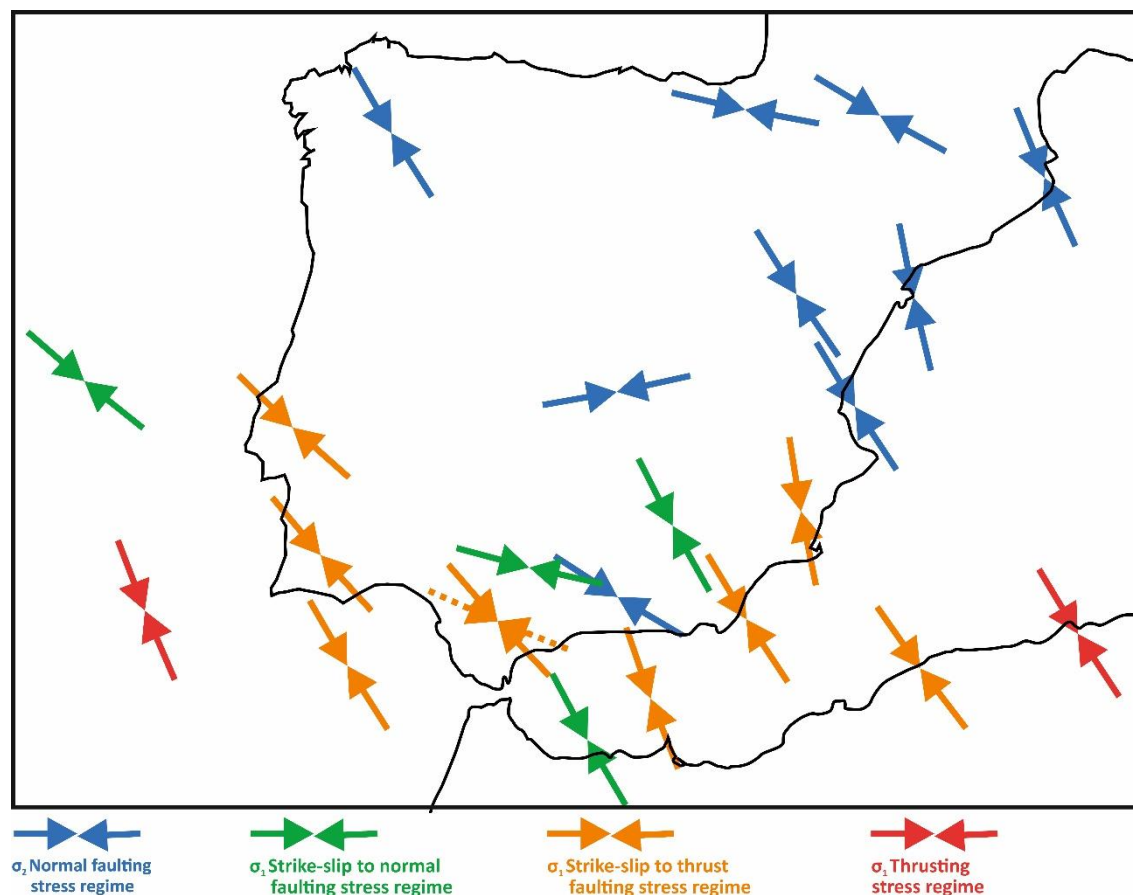 σ₂ Normal faulting
stress regime
σ₁ Strike-slip to normal
faulting stress regime
σ₁ Strike-slip to thrust
faulting stress regime
σ₁ Thrusting
stress regime